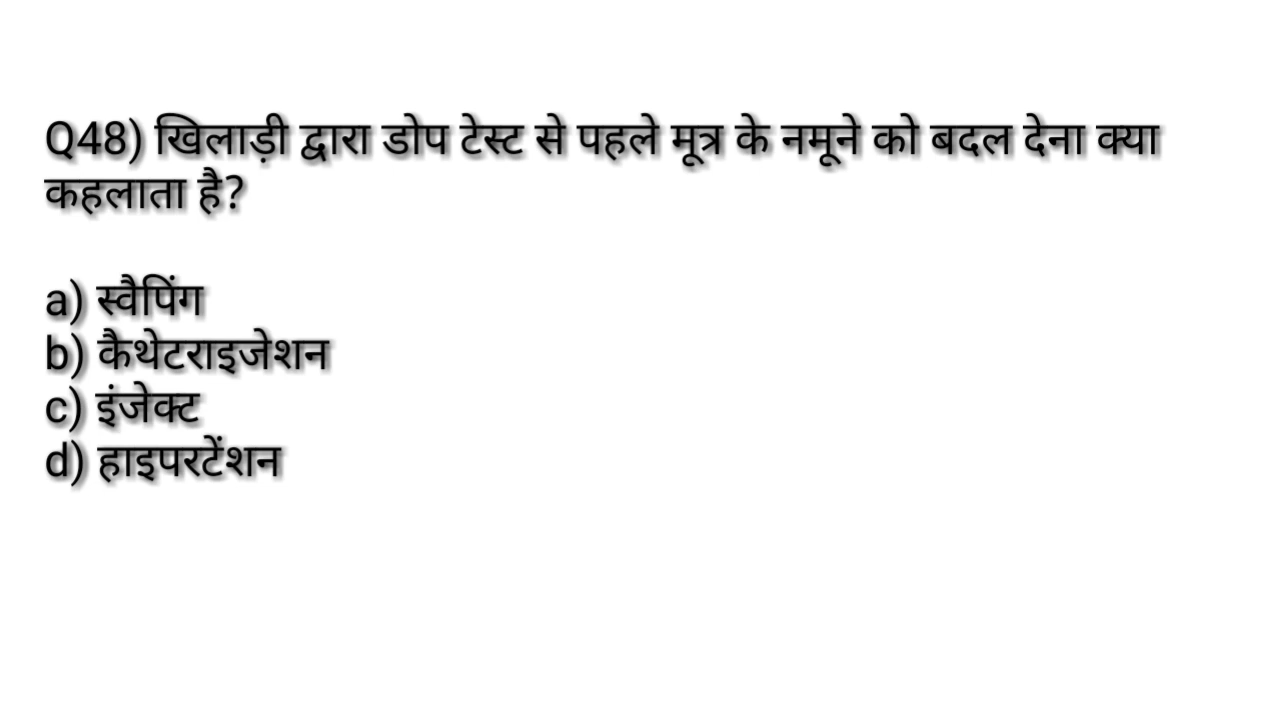 Q48) खिलाड़ी द्वारा डोप टेस्ट से पहले मूत्र के नमूने को बदल देना क्या
कहलाता है?
a) स्वैपिंग
b) कैथेटराइजेशन
c) इंजेक्ट
d) हाइपरटेंशन